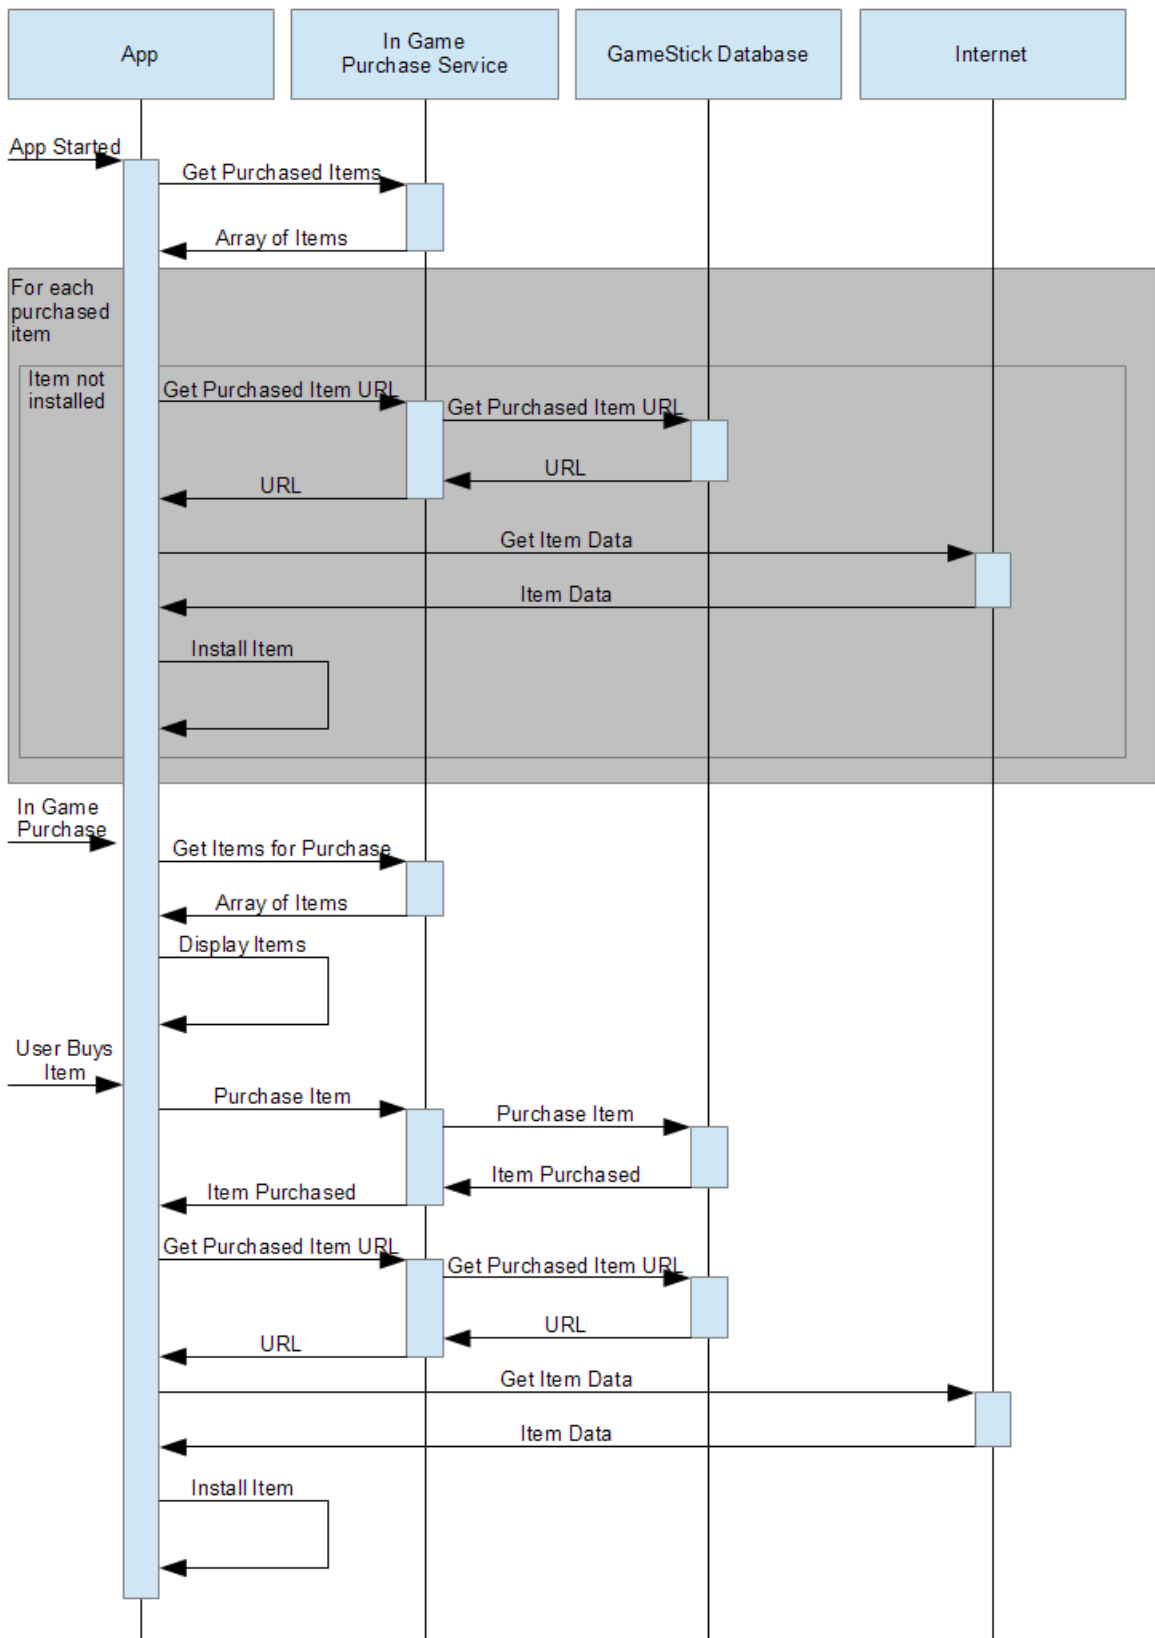 App
In Game
Purchase Service
GameStick Database
Internet
App Started
Get Purchased Items
Array of Items
For each
purchased
item
Item not
installed
Get Purchased Item URL
Get Purchased Item URL
URL
URL
Get Item Data
Item Data
Install Item
In Game
Purchase
Get Items for Purchase
Array of Items
Display Items
User Buys
Item
Purchase Item
Purchase Item
Item Purchased
Item Purchased
Get Purchased Item URL
Get Purchased Item URL
URL
URL
Get Item Data
Item Data
Install Item